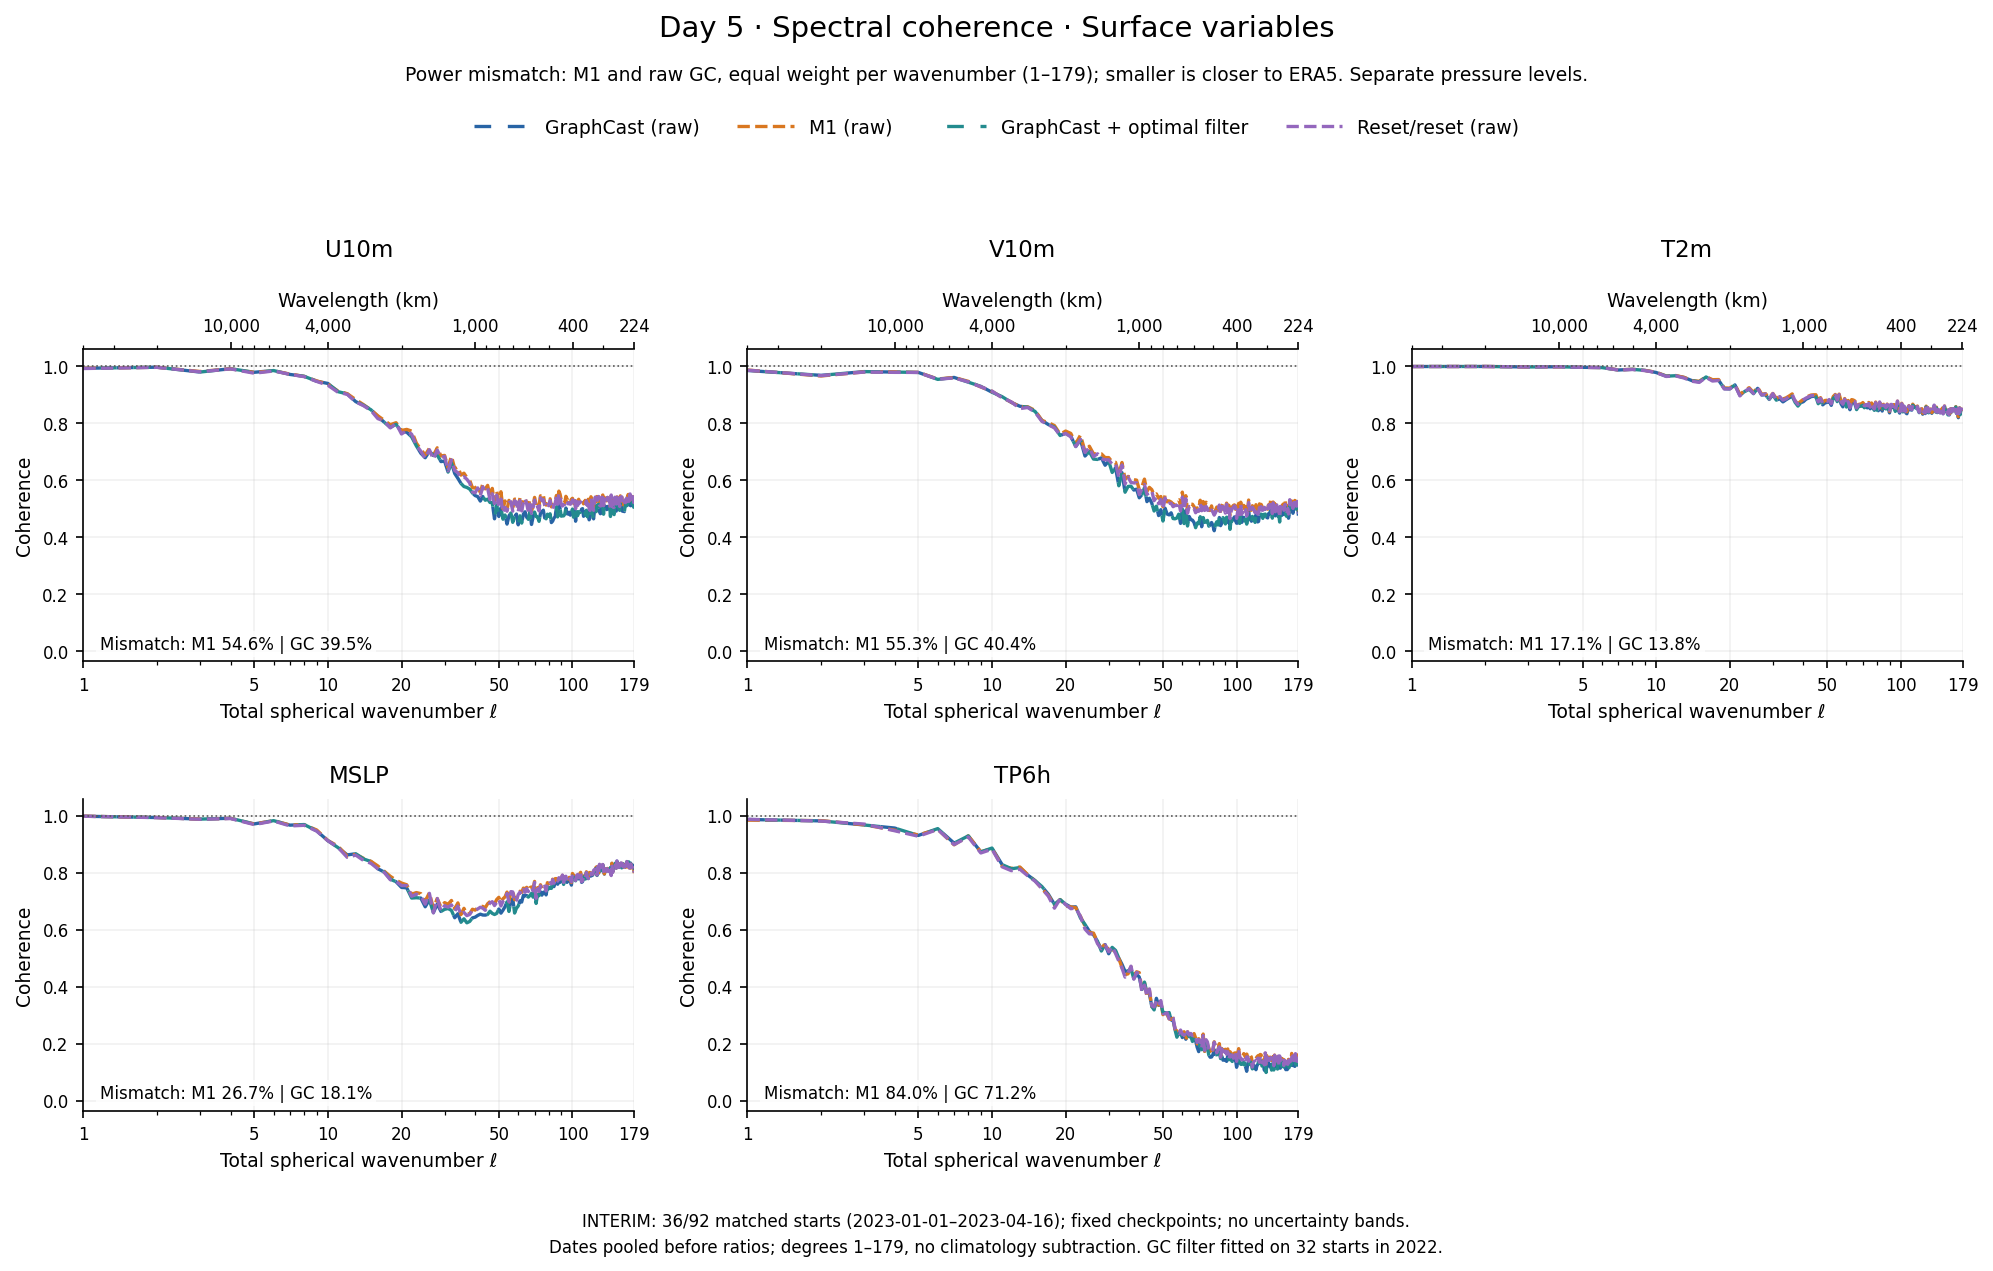 Day 5 · Spectral coherence · Surface variables
Power mismatch: M1 and raw GC, equal weight per wavenumber (1–179); smaller is closer to ERA5. Separate pressure levels.
GraphCast (raw) M1 (raw) GraphCast + optimal filter Reset/reset (raw)
U10m
Wavelength (km)
10,000 4,000 1,000 400 224
1.0
0.8
0.6
0.4
0.2
0.0
Coherence
Mismatch: M1 54.6% | GC 39.5%
1 5 10 20 50 100 179
Total spherical wavenumber ℓ
V10m
Wavelength (km)
10,000 4,000 1,000 400 224
1.0
0.8
0.6
0.4
0.2
0.0
Coherence
Mismatch: M1 55.3% | GC 40.4%
1 5 10 20 50 100 179
Total spherical wavenumber ℓ
T2m
Wavelength (km)
10,000 4,000 1,000 400 224
1.0
0.8
0.6
0.4
0.2
0.0
Coherence
Mismatch: M1 17.1% | GC 13.8%
1 5 10 20 50 100 179
Total spherical wavenumber ℓ
MSLP
1.0
0.8
0.6
0.4
0.2
0.0
Coherence
Mismatch: M1 26.7% | GC 18.1%
1 5 10 20 50 100 179
Total spherical wavenumber ℓ
TP6h
1.0
0.8
0.6
0.4
0.2
0.0
Coherence
Mismatch: M1 84.0% | GC 71.2%
1 5 10 20 50 100 179
Total spherical wavenumber ℓ
INTERIM: 36/92 matched starts (2023-01-01–2023-04-16); fixed checkpoints; no uncertainty bands.
Dates pooled before ratios; degrees 1–179, no climatology subtraction. GC filter fitted on 32 starts in 2022.